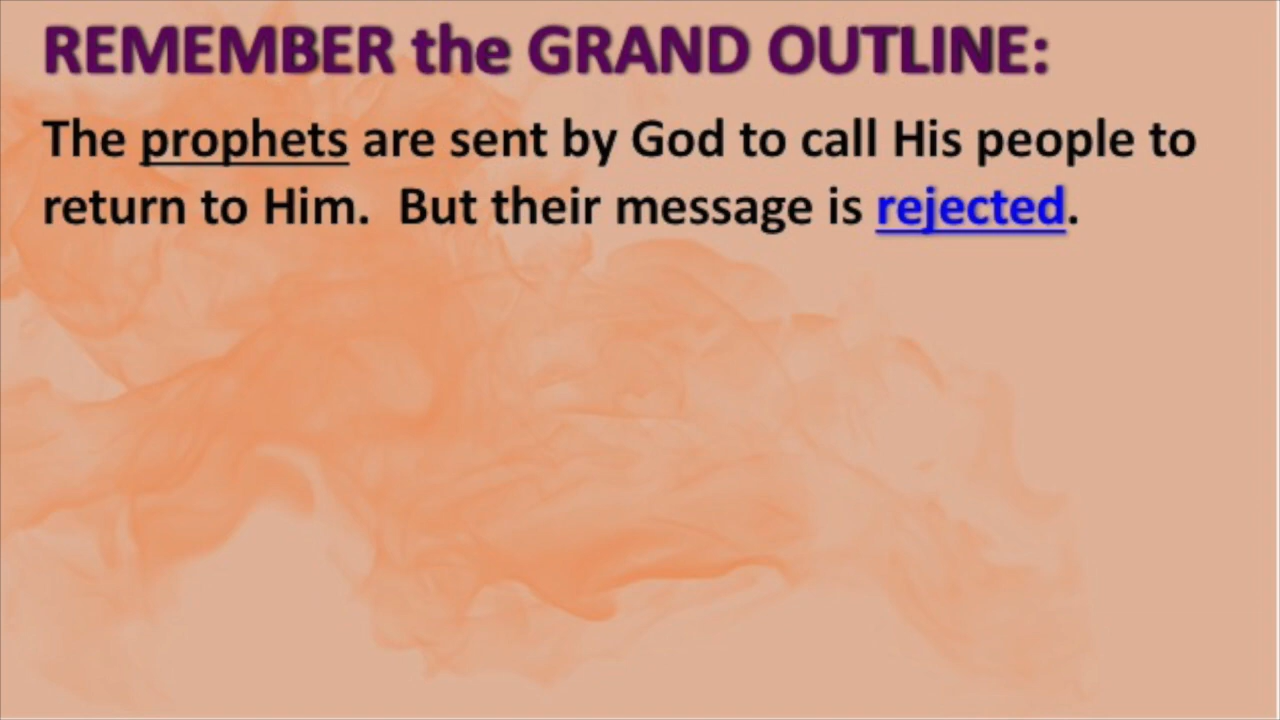 REMEMBER the GRAND OUTLINE:
The prophets are sent by God to call His people to
return to Him.  But their message is rejected.